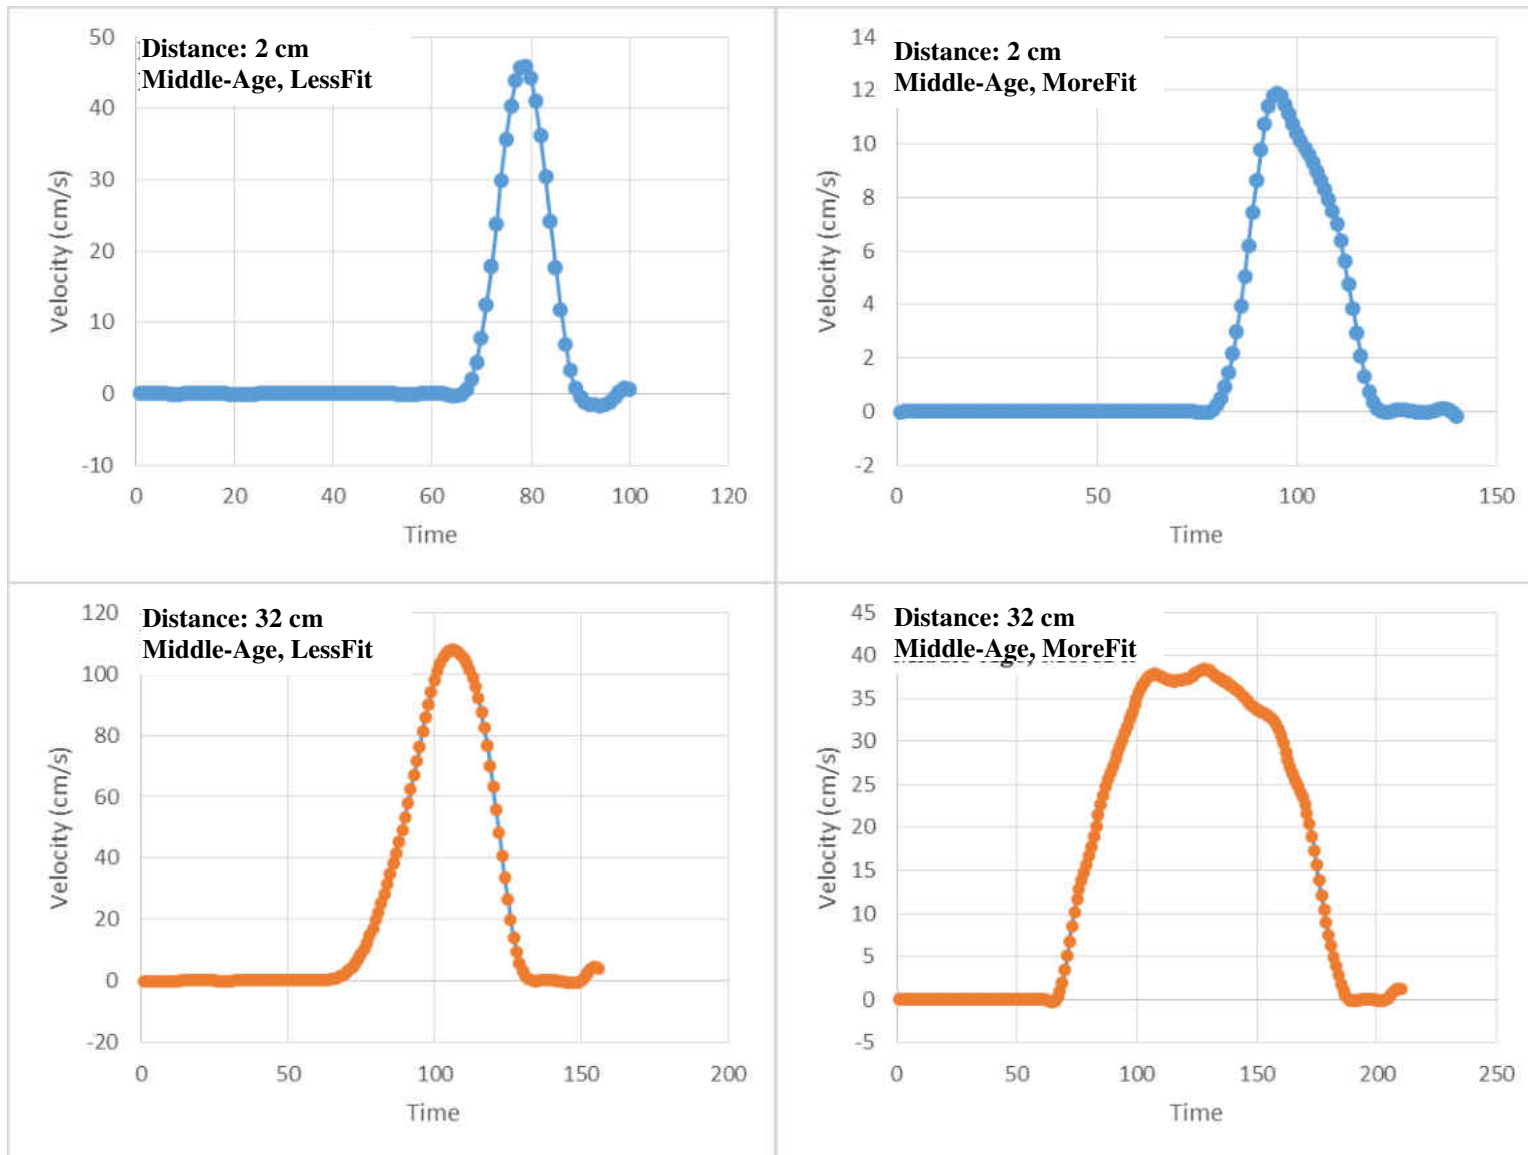 Distance: 2 cm
Middle-Age, LessFit
50
40
30
20
10
0
-10
Velocity (cm/s)
0 20 40 60 80 100 120
Time
Distance: 2 cm
Middle-Age, MoreFit
14
12
10
8
6
4
2
0
-2
Velocity (cm/s)
0 50 100 150
Time
Distance: 32 cm
Middle-Age, LessFit
120
100
80
60
40
20
0
-20
Velocity (cm/s)
0 50 100 150 200
Time
Distance: 32 cm
Middle-Age, MoreFit
45
40
35
30
25
20
15
10
5
0
-5
Velocity (cm/s)
0 50 100 150 200 250
Time